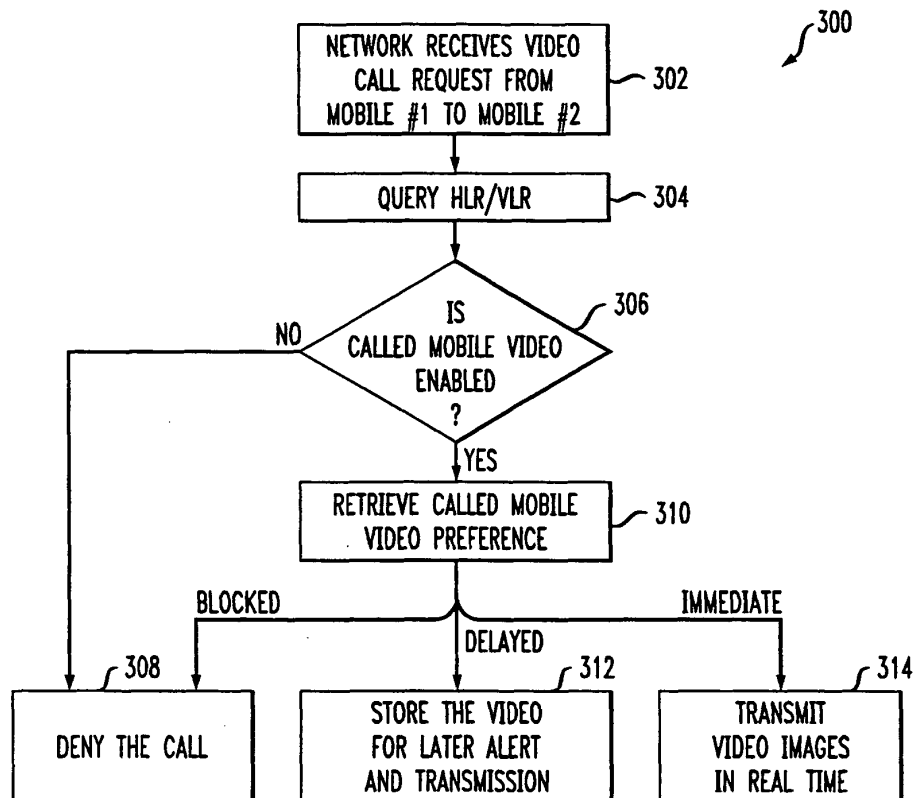 300
NETWORK RECEIVES VIDEO
CALL REQUEST FROM
MOBILE #1 TO MOBILE #2
302
QUERY HLR/VLR
304
306
IS
CALLED MOBILE VIDEO
ENABLED
?
NO
YES
RETRIEVE CALLED MOBILE
VIDEO PREFERENCE
310
BLOCKED
DELAYED
IMMEDIATE
308
DENY THE CALL
312
STORE THE VIDEO
FOR LATER ALERT
AND TRANSMISSION
314
TRANSMIT
VIDEO IMAGES
IN REAL TIME